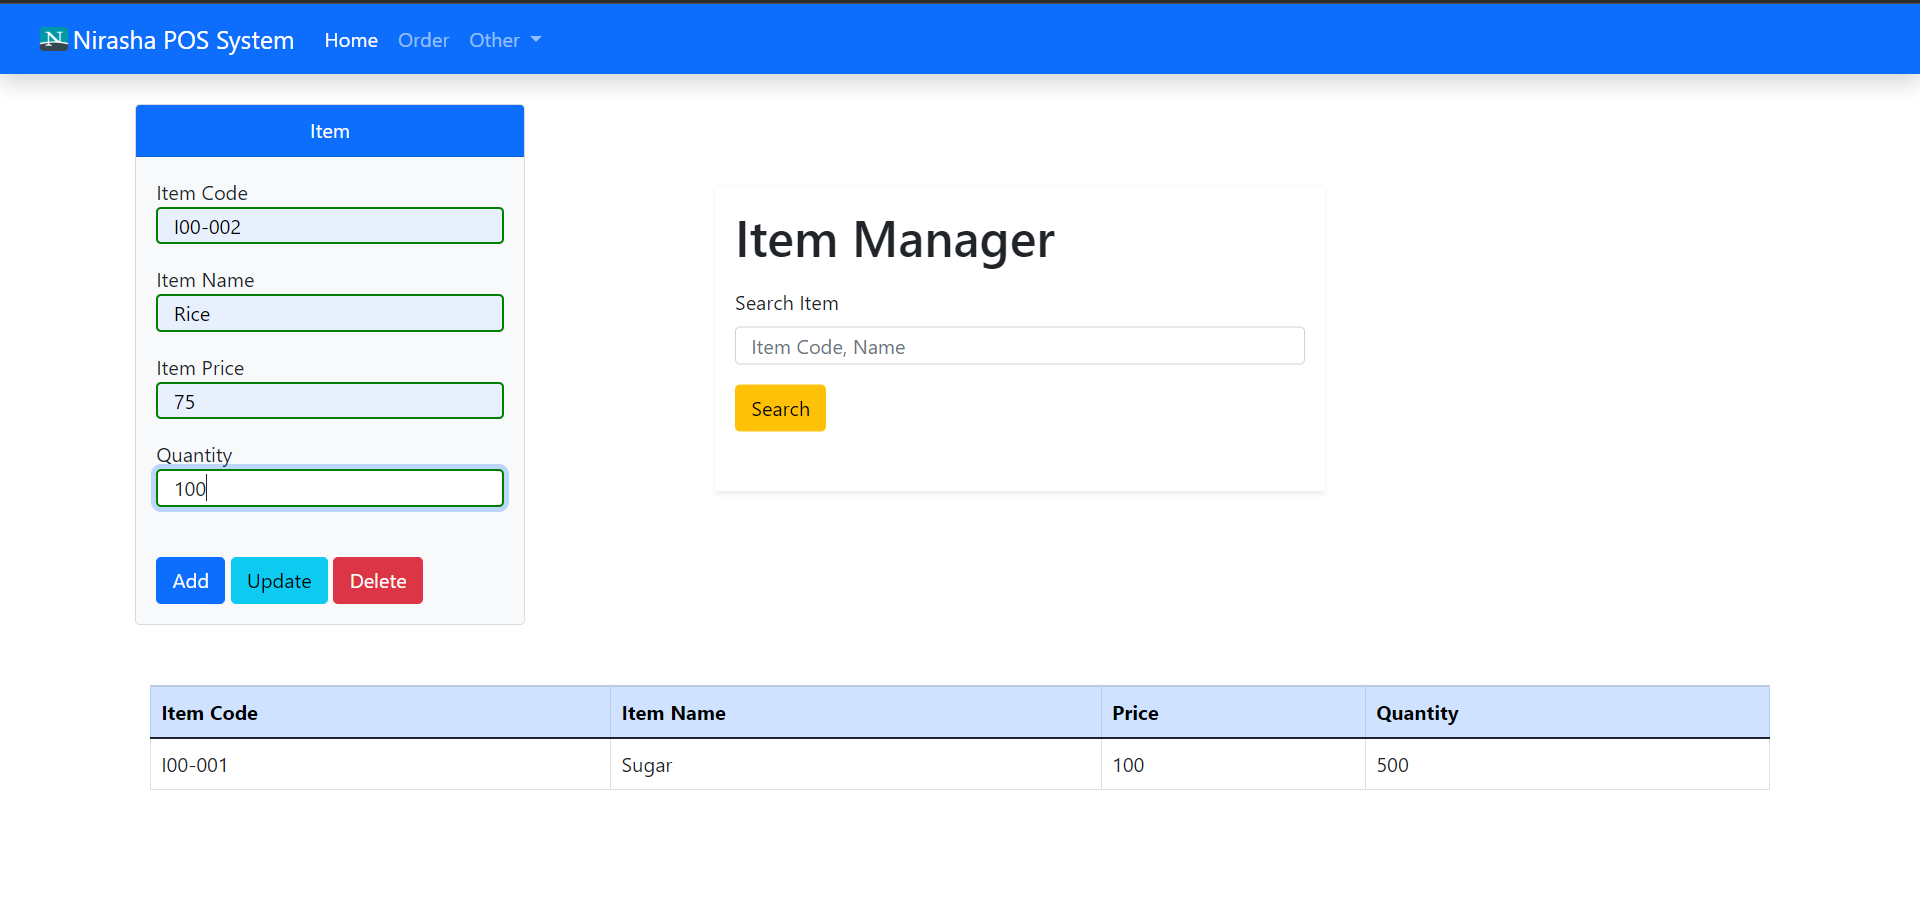 N Nirasha POS System Home Order Other
Item
Item Code
I00-002
Item Name
Rice
Item Price
75
Quantity
100
Add Update Delete
Item Manager
Search Item
Item Code, Name
Search
Item Code Item Name Price Quantity
I00-001 Sugar 100 500